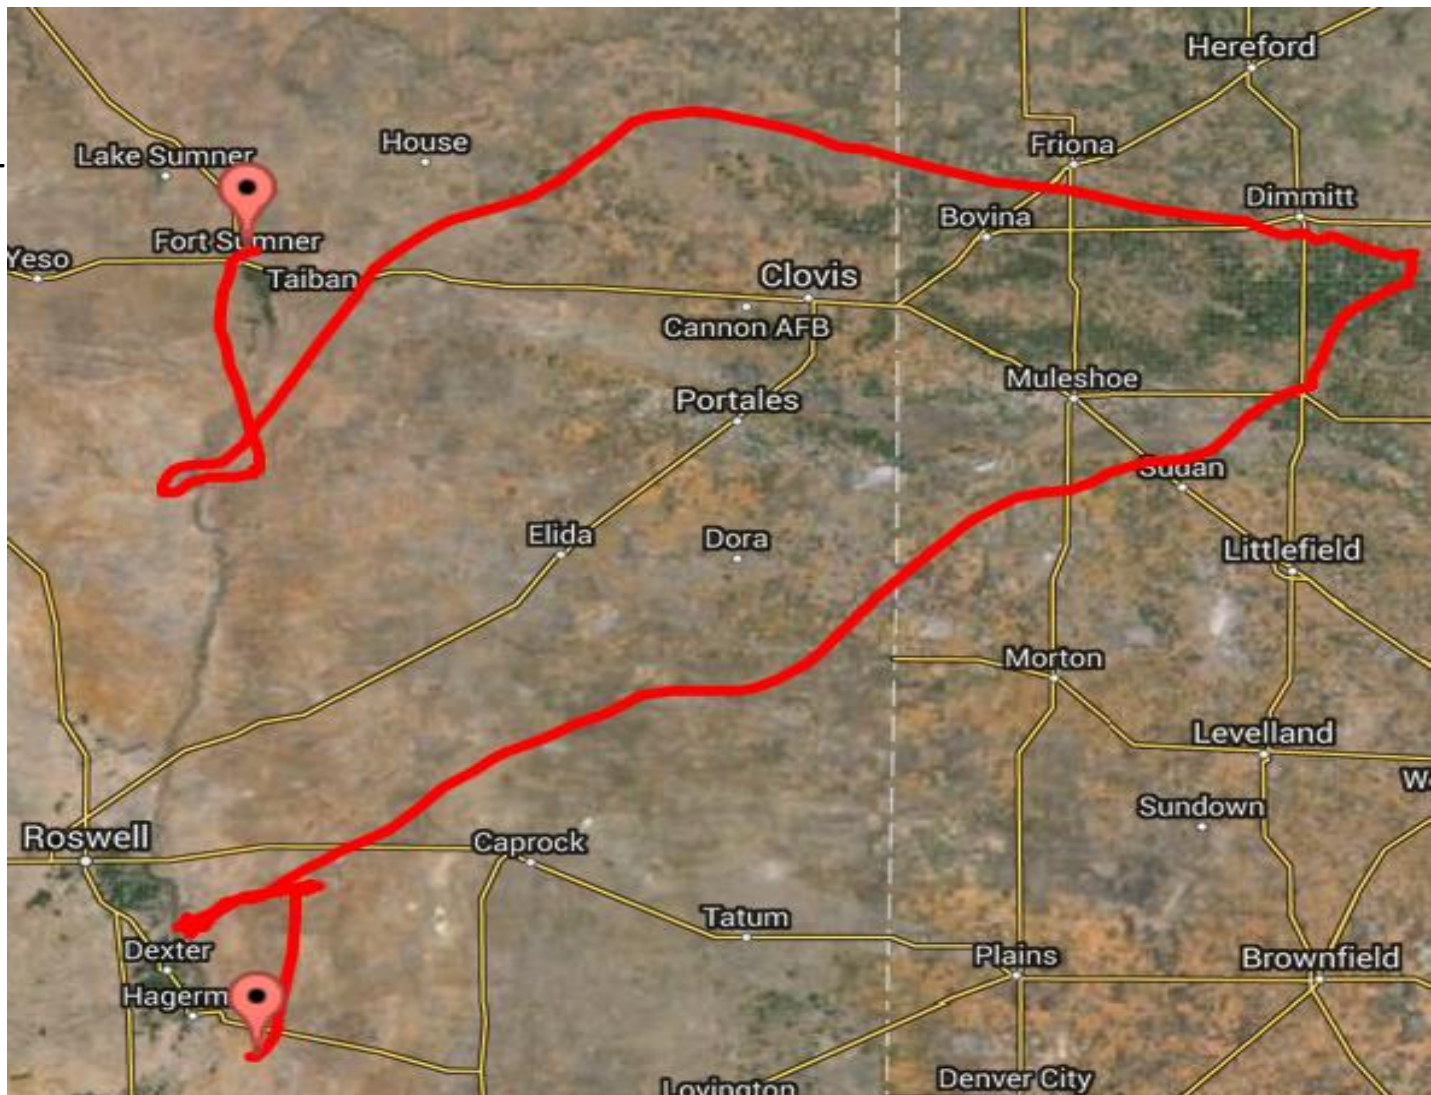 Hereford
House
Friona
Lake Sumner
Dimmitt
Bovina
Fort Sumner
Yeso
Taiban
Clovis
Cannon AFB
Muleshoe
Portales
Sudan
Elida
Dora
Littlefield
Morton
Levelland
W
Sundown
Roswell
Caprock
Tatum
Dexter
Plains
Brownfield
Hagerm
Denver City
Lovington